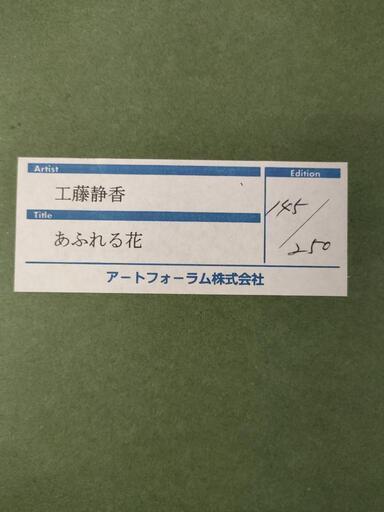 Artist
工藤静香
Title
あふれる花
Edition
145/250
アートフォーラム株式会社